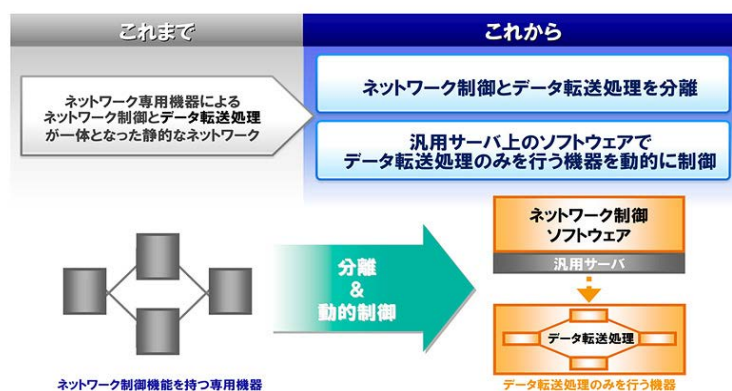 これまで
これから
ネットワーク専用機器による
ネットワーク制御とデータ転送処理
が一体となった静的なネットワーク
ネットワーク制御とデータ転送処理を分離
汎用サーバ上のソフトウェアで
データ転送処理のみを行う機器を動的に制御
分離
&
動的制御
ネットワーク制御
ソフトウェア
汎用サーバ
データ転送処理
ネットワーク制御機能を持つ専用機器
データ転送処理のみを行う機器